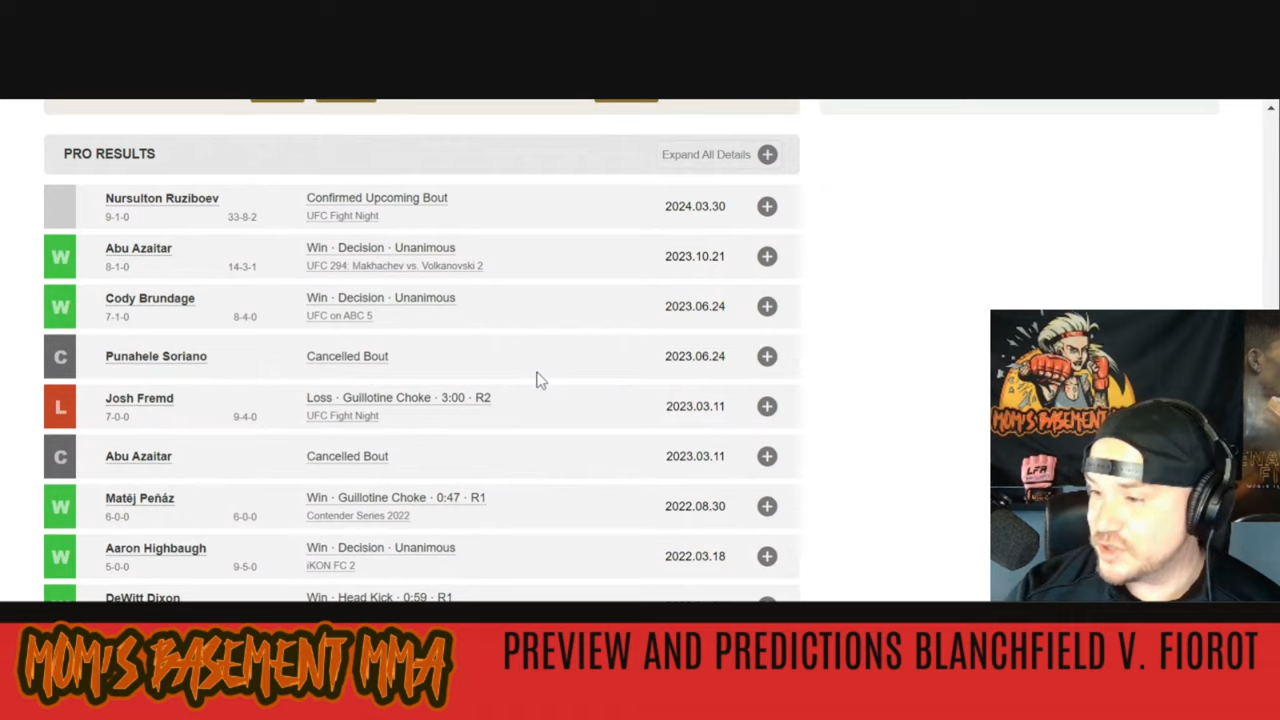 PRO RESULTS
Expand All Details
Nursulton Ruziboev
Confirmed Upcoming Bout
9-1-0
33-8-2
UFC Fight Night
2024.03.30
W
Abu Azaitar
Win · Decision · Unanimous
8-1-0
14-3-1
UFC 294: Makhachev vs. Volkanovski 2
2023.10.21
W
Cody Brundage
Win · Decision · Unanimous
7-1-0
8-4-0
UFC on ABC 5
2023.06.24
C
Punahele Soriano
Cancelled Bout
2023.06.24
L
Josh Fremd
Loss · Guillotine Choke · 3:00 · R2
7-0-0
9-4-0
UFC Fight Night
2023.03.11
C
Abu Azaitar
Cancelled Bout
2023.03.11
W
Matěj Peňáz
Win · Guillotine Choke · 0:47 · R1
6-0-0
6-0-0
Contender Series 2022
2022.08.30
W
Aaron Highbaugh
Win · Decision · Unanimous
5-0-0
9-5-0
iKON FC 2
2022.03.18
DeWitt Dixon
Win · Head Kick · 0:59 · R1
MOM'S BASEMENT
LFA
MOM'S BASEMENT MMA
PREVIEW AND PREDICTIONS BLANCHFIELD V. FIOROT